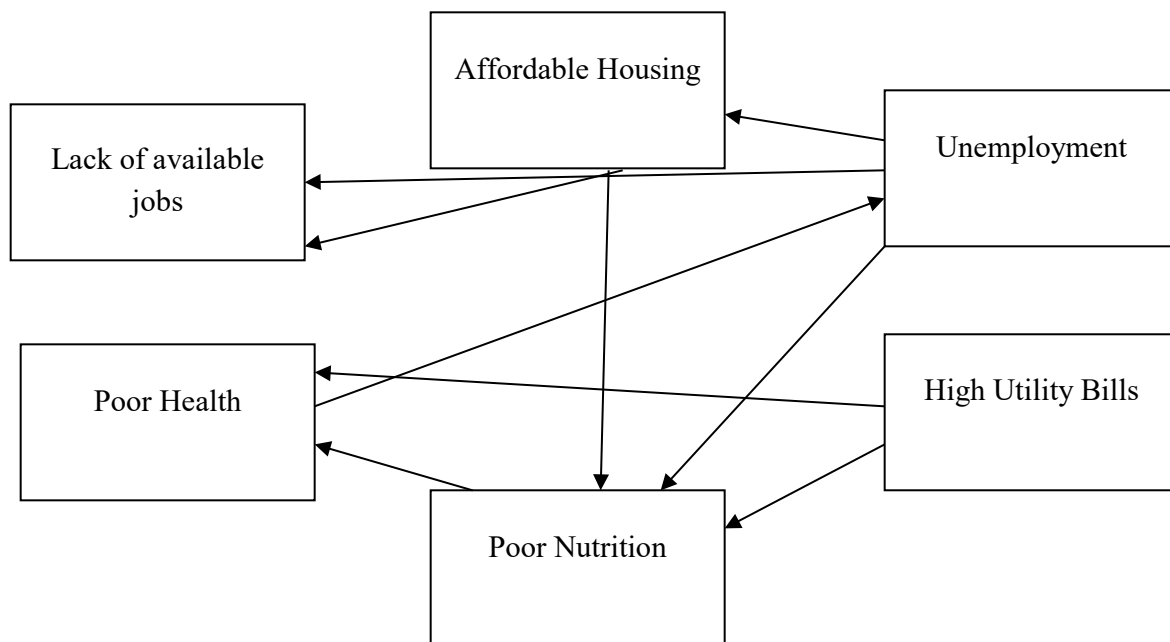 Affordable Housing
Lack of available
jobs
Unemployment
Poor Health
High Utility Bills
Poor Nutrition